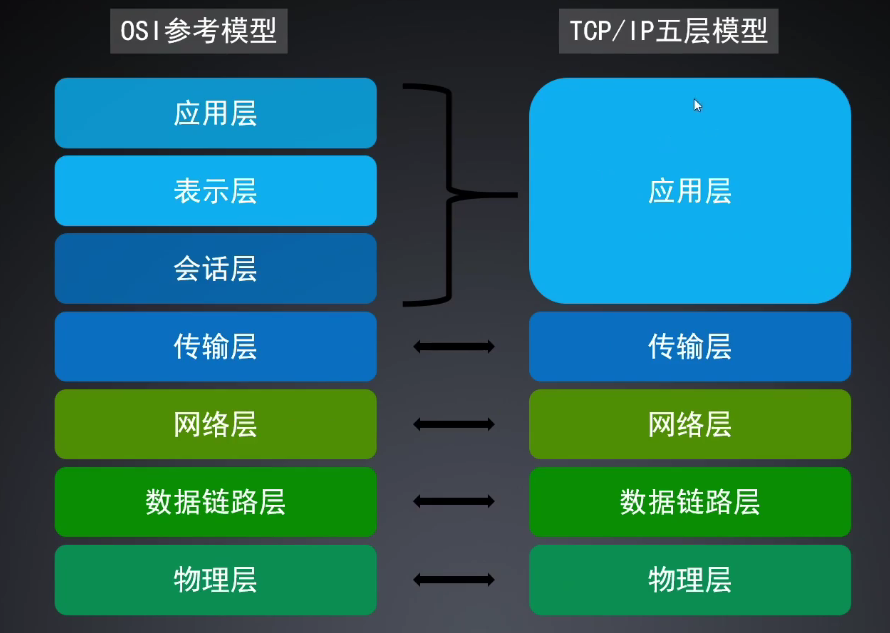 OSI参考模型
TCP/IP五层模型
应用层
表示层
会话层
传输层
网络层
数据链路层
物理层
应用层
传输层
网络层
数据链路层
物理层